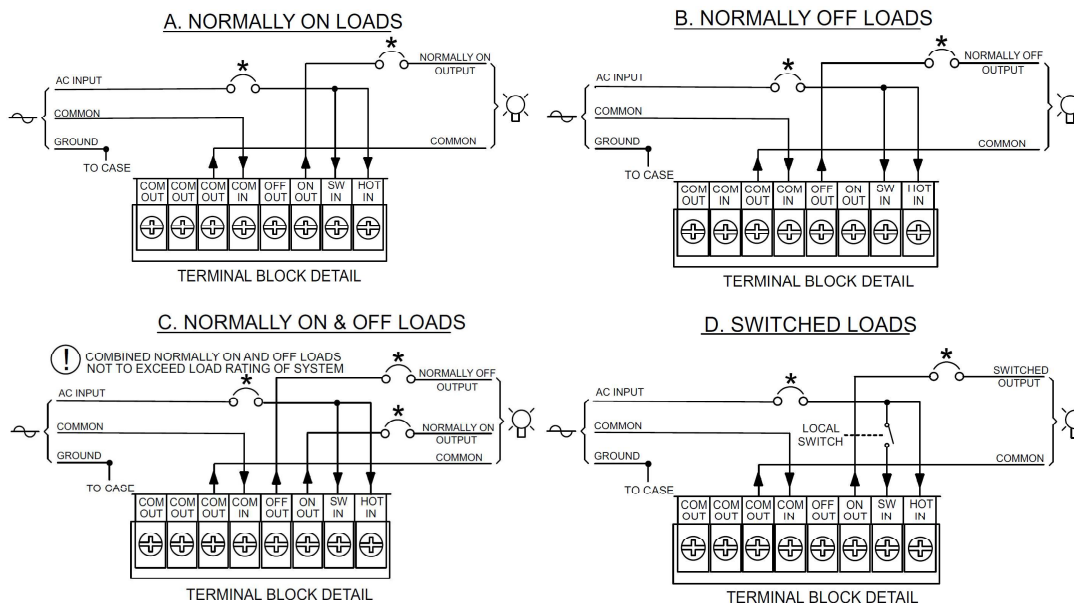 A. NORMALLY ON LOADS
*
*
NORMALLY ON
OUTPUT
AC INPUT
COMMON
GROUND
COMMON
TO CASE
COM COM COM COM OFF ON SW HOT
OUT OUT OUT IN OUT OUT IN IN
TERMINAL BLOCK DETAIL
B. NORMALLY OFF LOADS
*
*
NORMALLY OFF
OUTPUT
AC INPUT
COMMON
GROUND
COMMON
TO CASE
COM COM COM COM OFF ON SW HOT
OUT IN OUT IN OUT OUT IN IN
TERMINAL BLOCK DETAIL
C. NORMALLY ON & OFF LOADS
! COMBINED NORMALLY ON AND OFF LOADS
NOT TO EXCEED LOAD RATING OF SYSTEM
*
*
*
NORMALLY OFF
OUTPUT
AC INPUT
COMMON
NORMALLY ON
OUTPUT
GROUND
COMMON
TO CASE
COM COM COM COM OFF ON SW HOT
OUT OUT OUT IN OUT OUT IN IN
TERMINAL BLOCK DETAIL
D. SWITCHED LOADS
*
*
SWITCHED
OUTPUT
AC INPUT
COMMON
LOCAL
SWITCH
GROUND
COMMON
TO CASE
COM COM COM COM OFF ON SW HOT
OUT OUT OUT IN OUT OUT IN IN
TERMINAL BLOCK DETAIL